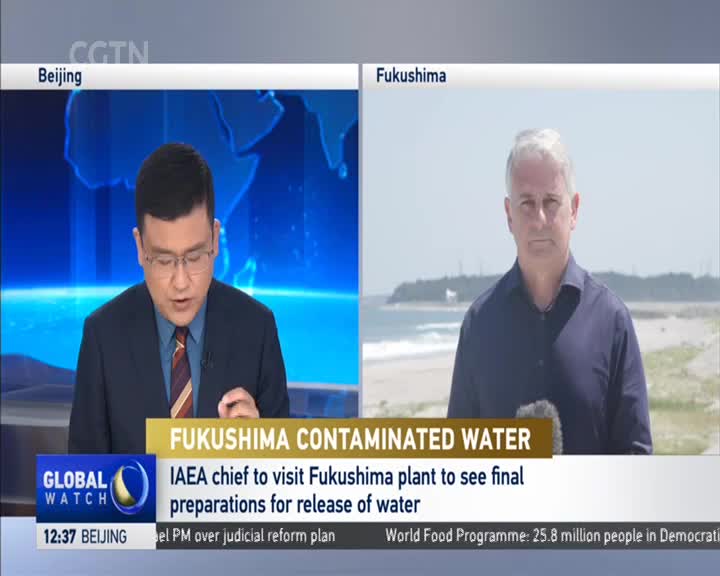 CGTN
Beijing
Fukushima
FUKUSHIMA CONTAMINATED WATER
IAEA chief to visit Fukushima plant to see final
preparations for release of water
GLOBAL
WATCH
12:37 BEIJING
el PM over judicial reform plan World Food Programme: 25.8 million people in Democrati